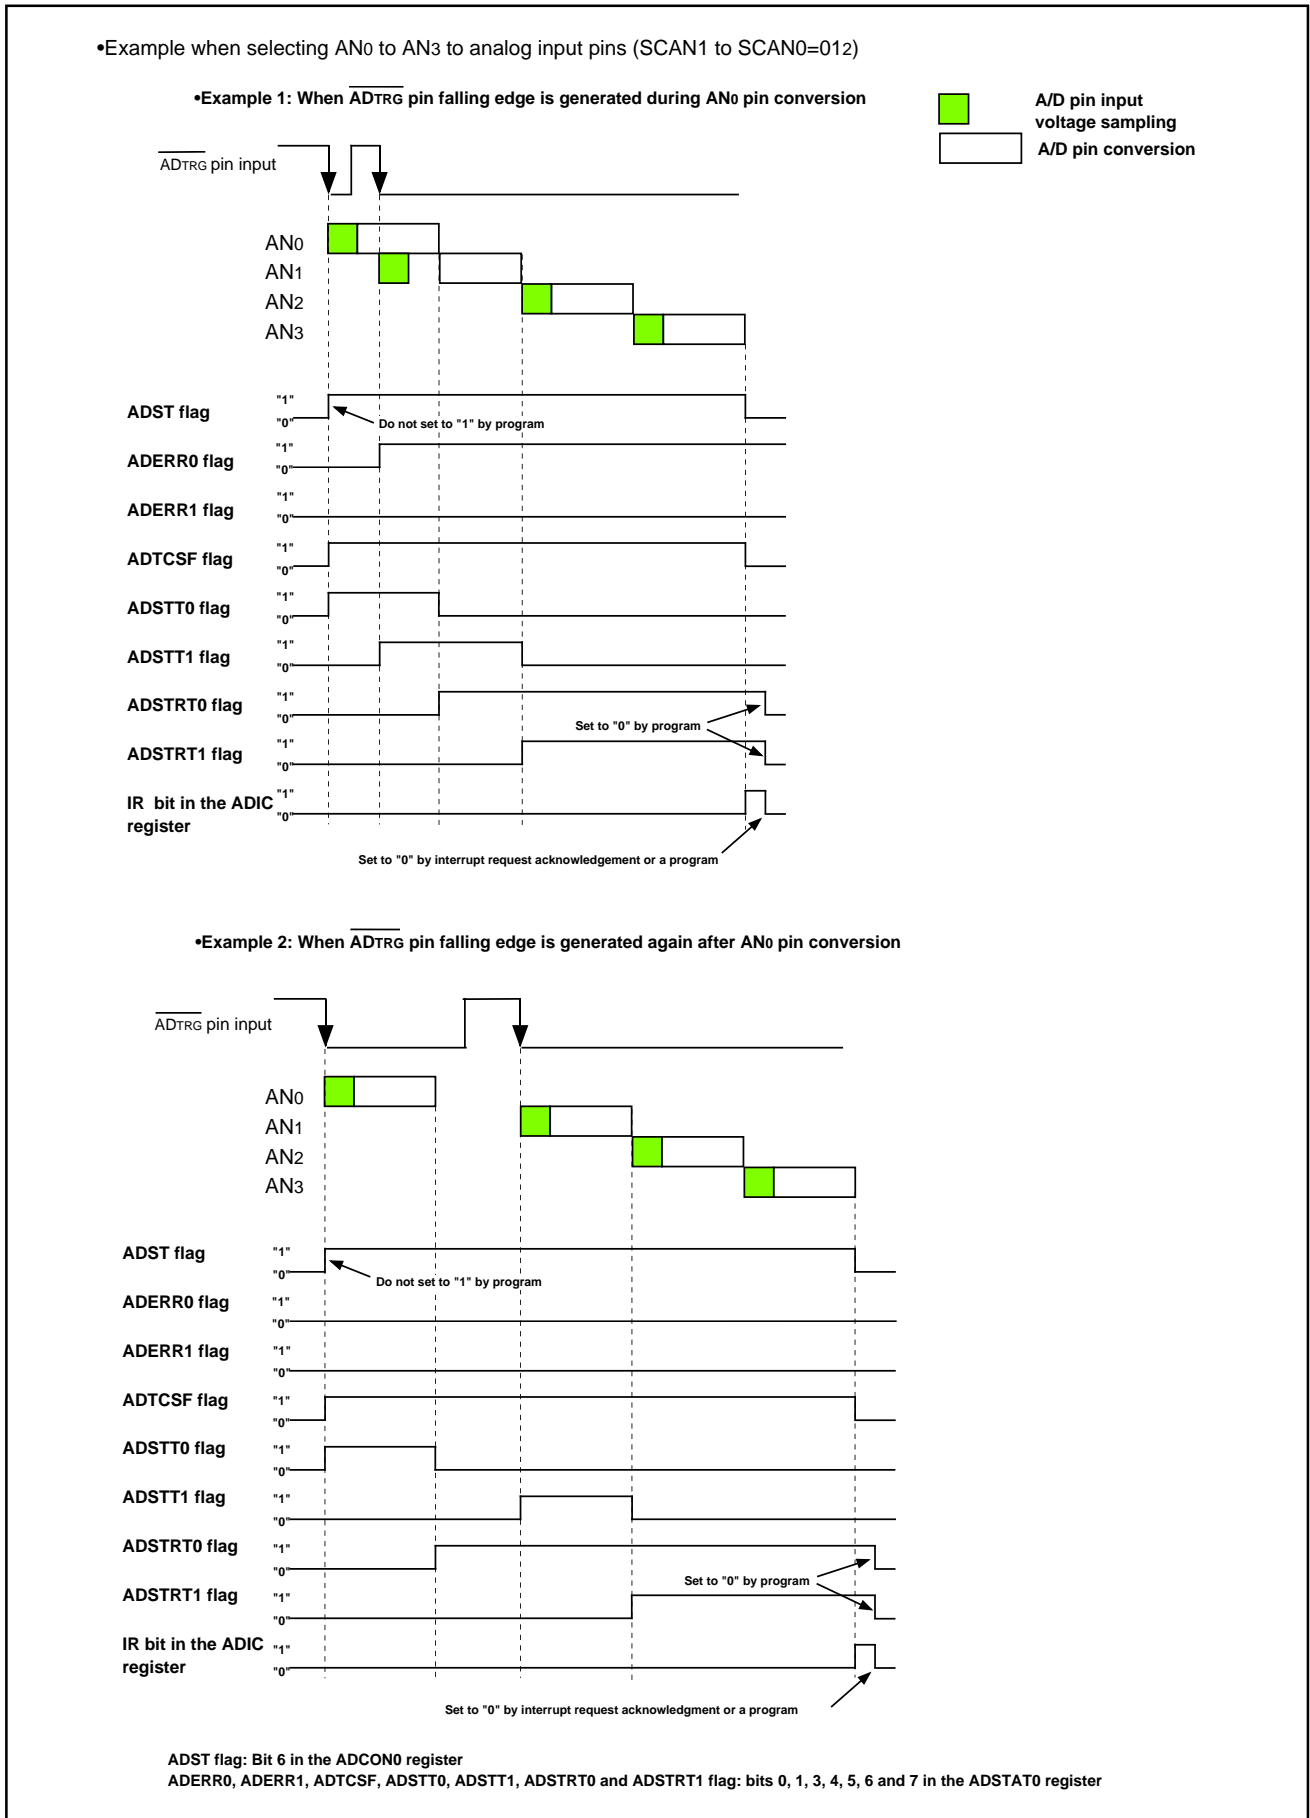 •Example when selecting AN0 to AN3 to analog input pins (SCAN1 to SCAN0=012)
•Example 1: When ADTRG pin falling edge is generated during AN0 pin conversion
A/D pin input
voltage sampling
A/D pin conversion
ADTRG pin input
AN0
AN1
AN2
AN3
ADST flag
"1"
"0"
Do not set to "1" by program
ADERR0 flag
"1"
"0"
ADERR1 flag
"1"
"0"
ADTCSF flag
"1"
"0"
ADSTT0 flag
"1"
"0"
ADSTT1 flag
"1"
"0"
ADSTRT0 flag
"1"
"0"
Set to "0" by program
ADSTRT1 flag
"1"
"0"
IR bit in the ADIC
register
"1"
"0"
Set to "0" by interrupt request acknowledgement or a program
•Example 2: When ADTRG pin falling edge is generated again after AN0 pin conversion
ADTRG pin input
AN0
AN1
AN2
AN3
ADST flag
"1"
"0"
Do not set to "1" by program
ADERR0 flag
"1"
"0"
ADERR1 flag
"1"
"0"
ADTCSF flag
"1"
"0"
ADSTT0 flag
"1"
"0"
ADSTT1 flag
"1"
"0"
ADSTRT0 flag
"1"
"0"
Set to "0" by program
ADSTRT1 flag
"1"
"0"
IR bit in the ADIC
register
"1"
"0"
Set to "0" by interrupt request acknowledgment or a program
ADST flag: Bit 6 in the ADCON0 register
ADERR0, ADERR1, ADTCSF, ADSTT0, ADSTT1, ADSTRT0 and ADSTRT1 flag: bits 0, 1, 3, 4, 5, 6 and 7 in the ADSTAT0 register